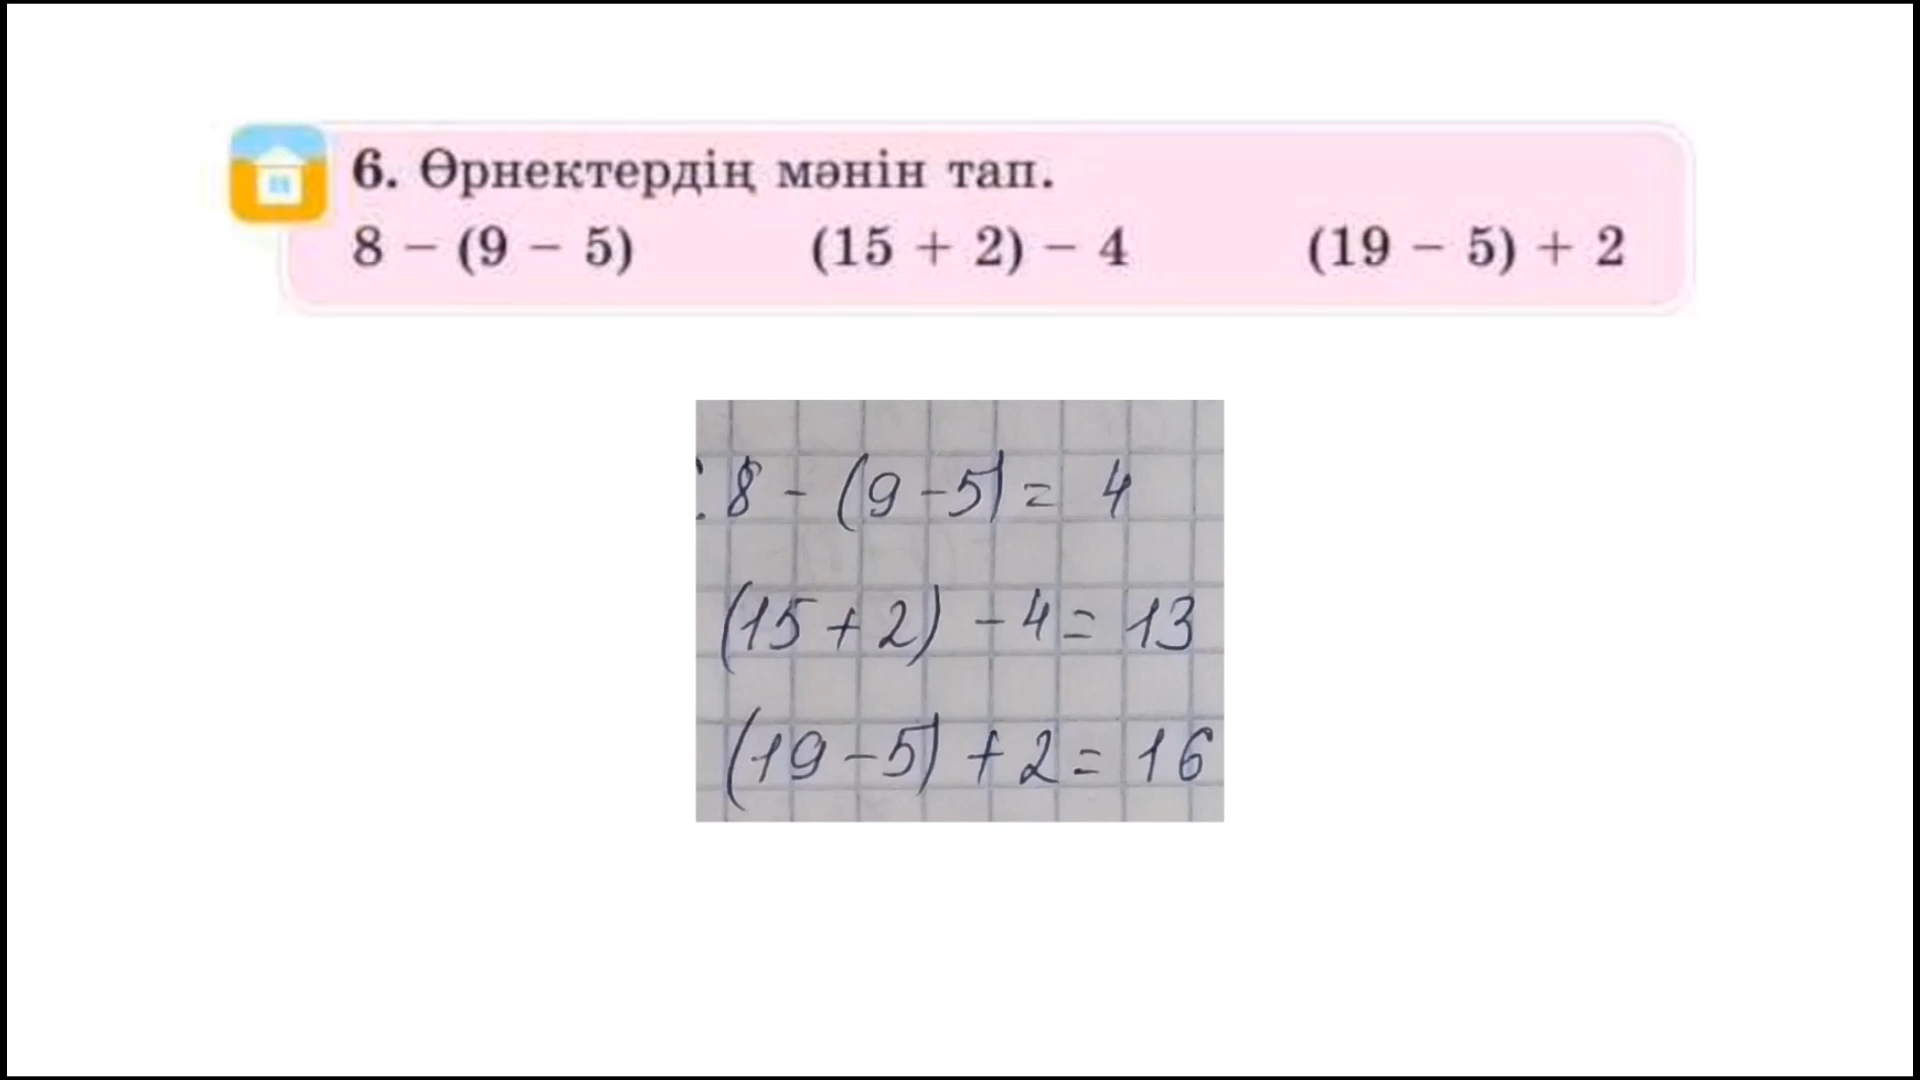 6. Өрнектердің мәнін тап.
8 − (9 − 5) (15 + 2) − 4 (19 − 5) + 2
8 - (9 - 5) = 4
(15 + 2) - 4 = 13
(19 - 5) + 2 = 16